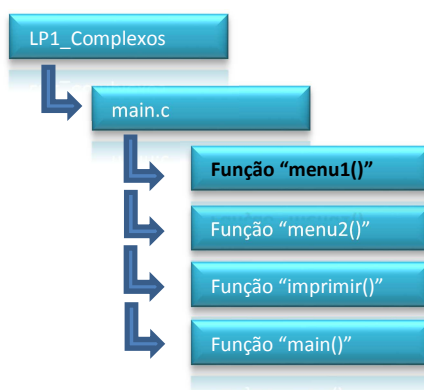 LP1_Complexos
main.c
Função “menu1()”
Função “menu2()”
Função “imprimir()”
Função “main()”